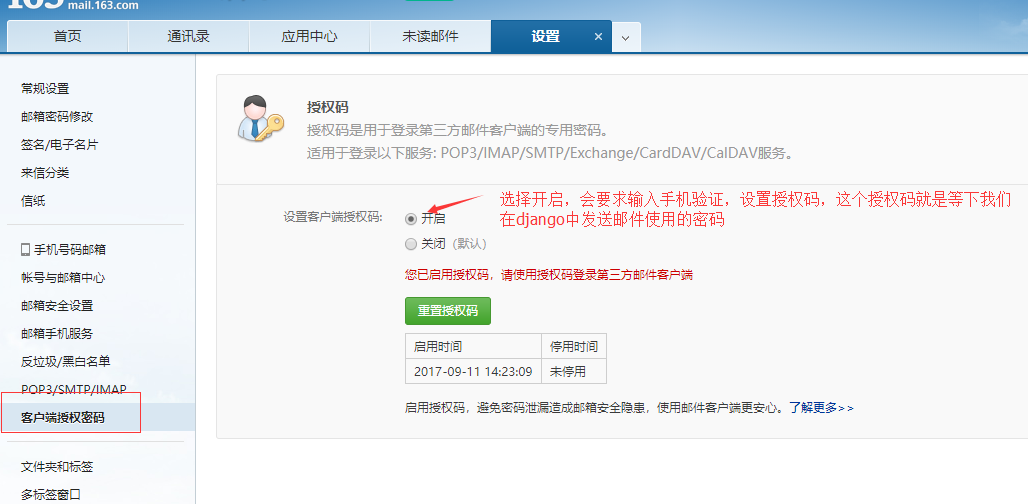 163 mail.163.com
首页 通讯录 应用中心 未读邮件 设置 ×
常规设置
邮箱密码修改
签名/电子名片
来信分类
信纸
手机号码邮箱
帐号与邮箱中心
邮箱安全设置
邮箱手机服务
反垃圾/黑白名单
POP3/SMTP/IMAP
客户端授权密码
文件夹和标签
多标签窗口
授权码
授权码是用于登录第三方邮件客户端的专用密码。
适用于登录以下服务: POP3/IMAP/SMTP/Exchange/CardDAV/CalDAV服务。
设置客户端授权码: 开启
选择开启，会要求输入手机验证，设置授权码，这个授权码就是等下我们
在django中发送邮件使用的密码
关闭（默认）
您已启用授权码，请使用授权码登录第三方邮件客户端
重置授权码
启用时间 停用时间
2017-09-11 14:23:09 未停用
启用授权码，避免密码泄漏造成邮箱安全隐患，使用邮件客户端更安心。了解更多>>